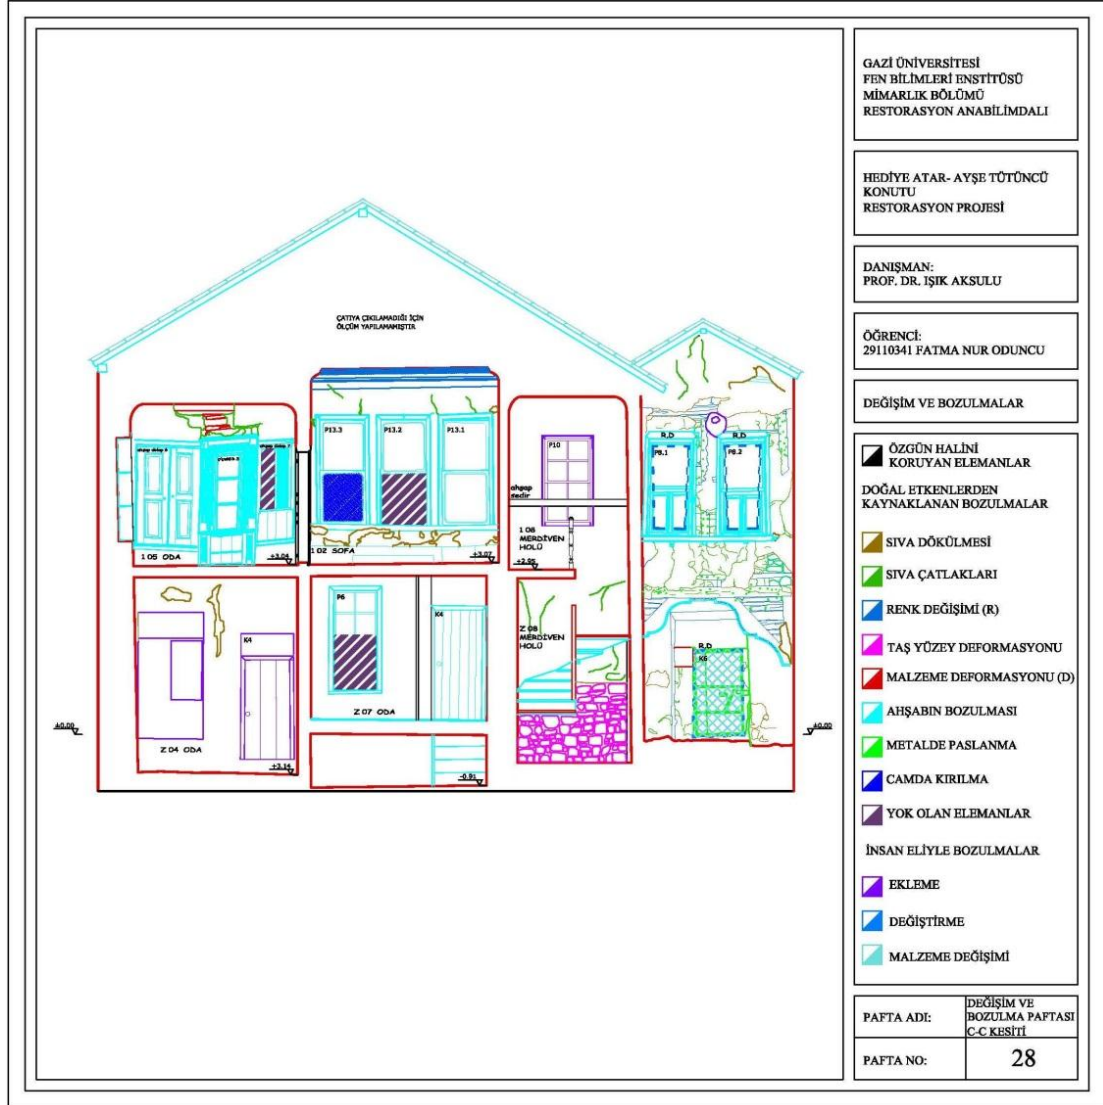 GAZİ ÜNİVERSİTESİ
FEN BİLİMLERİ ENSTİTÜSÜ
MİMARLIK BÖLÜMÜ
RESTORASYON ANABİLİMDALI
HEDİYE ATAR- AYŞE TÜTÜNCÜ
KONUTU
RESTORASYON PROJESİ
DANIŞMAN:
PROF. DR. IŞIK AKSULU
ÖĞRENCİ:
29110341 FATMA NUR ODUNCU
DEĞİŞİM VE BOZULMALAR
ÖZGÜN HALİNİ
KORUYAN ELEMANLAR
DOĞAL ETKENLERDEN
KAYNAKLANAN BOZULMALAR
SIVA DÖKÜLMESİ
SIVA ÇATLAKLARI
RENK DEĞİŞİMİ (R)
TAŞ YÜZEY DEFORMASYONU
MALZEME DEFORMASYONU (D)
AHŞABIN BOZULMASI
METALDE PASLANMA
CAMDA KIRILMA
YOK OLAN ELEMANLAR
İNSAN ELİYLE BOZULMALAR
EKLEME
DEĞİŞTİRME
MALZEME DEĞİŞİMİ
PAFTA ADI:
DEĞİŞİM VE
BOZULMA PAFTASI
C-C KESİTİ
PAFTA NO:
28
ÇATIYA ÇIKILAMADIĞI İÇİN
ÖLÇÜM YAPILAMAMIŞTIR
P13.3
P13.2
P13.1
P10
R,D
R,D
P8.1
P8.2
ahşap
sedir
1 05 ODA
+3.04
1 02 SOFA
+3.07
1 08
MERDİVEN
HOLÜ
+2.95
P6
K4
K4
Z 08
MERDİVEN
HOLÜ
R,D
K6
Z 07 ODA
Z 04 ODA
±0.00
±0.00
+3.14
-0.91